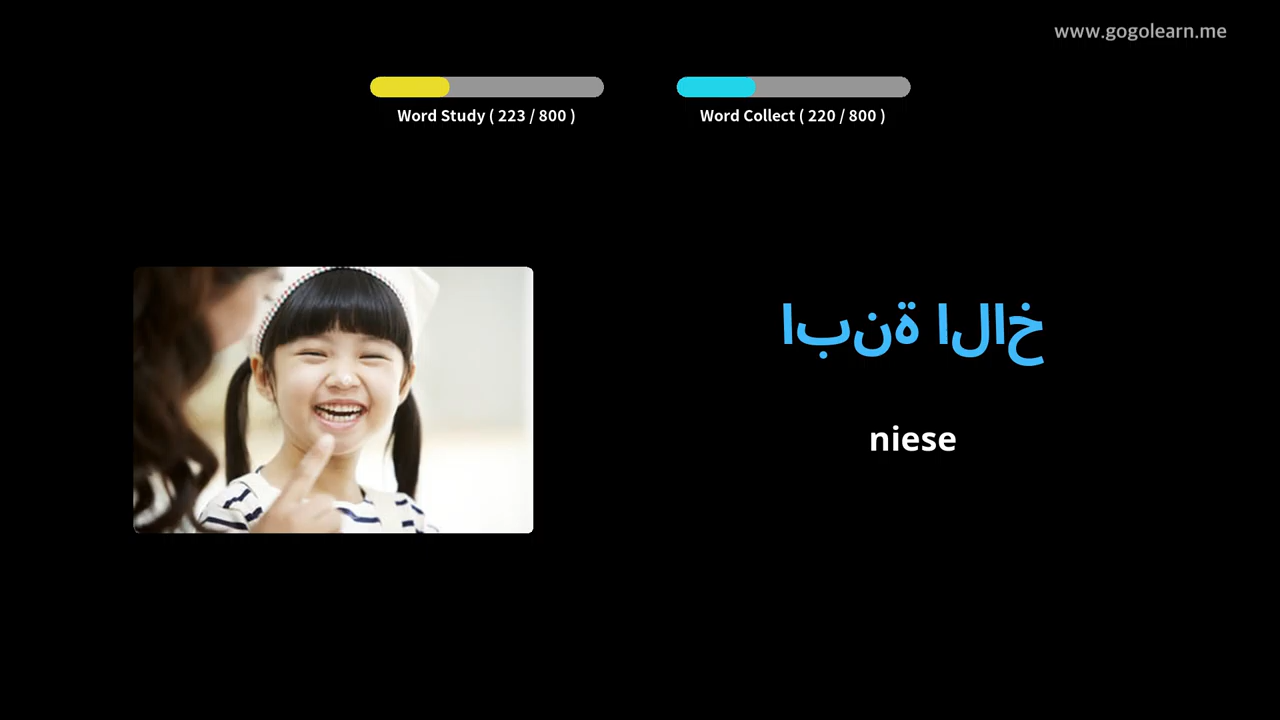 www.gogolearn.me
Word Study ( 223 / 800 )
Word Collect ( 220 / 800 )
ابنة الاخ
niese